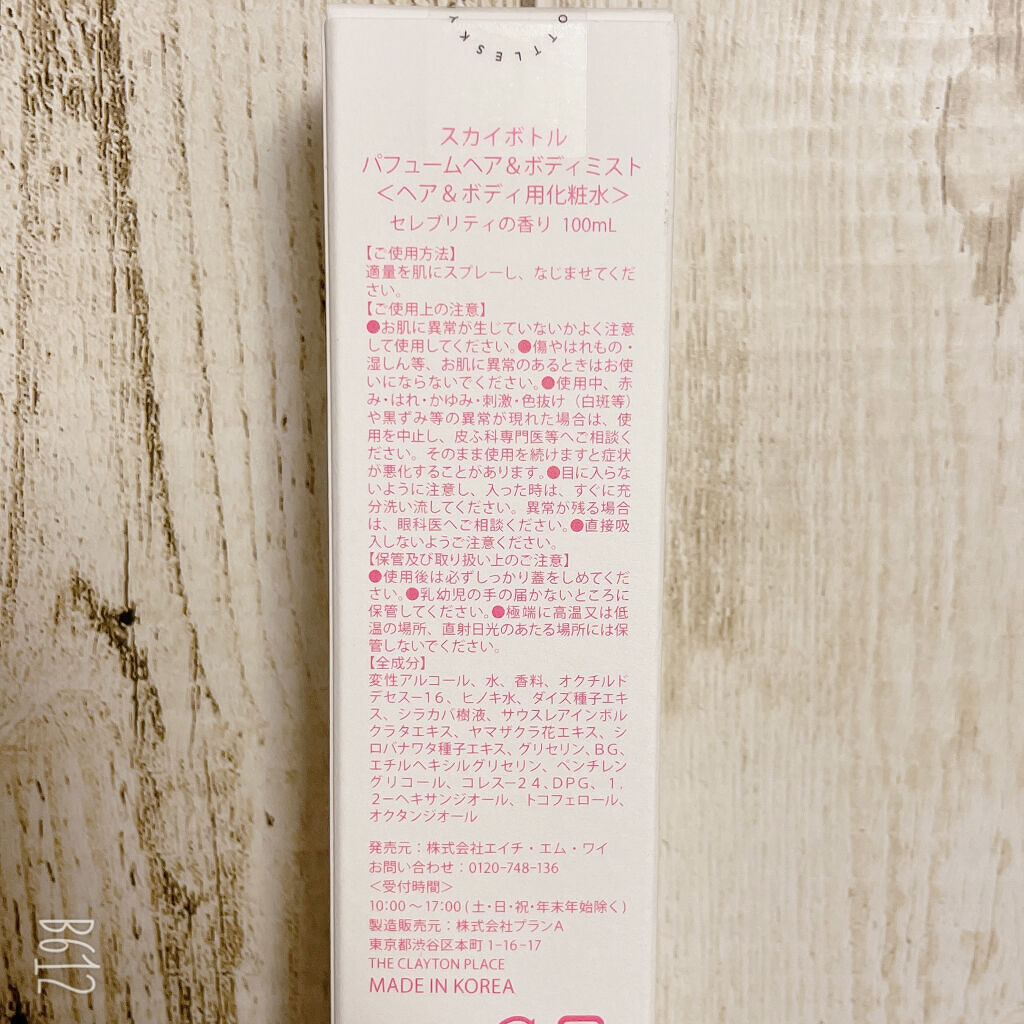 OTTLESKY
スカイボトル
パフュームヘア＆ボディミスト
＜ヘア＆ボディ用化粧水＞
セレブリティの香り 100mL
【ご使用方法】
適量を肌にスプレーし、なじませてくだ
さい。
【ご使用上の注意】
●お肌に異常が生じていないかよく注意
して使用してください。●傷やはれもの・
湿しん等、お肌に異常のあるときはお使
いにならないでください。●使用中、赤
み・はれ・かゆみ・刺激・色抜け（白斑等）
や黒ずみ等の異常が現れた場合は、使
用を中止し、皮ふ科専門医等へご相談く
ださい。そのまま使用を続けますと症状
が悪化することがあります。●目に入らな
いように注意し、入った時は、すぐに充
分洗い流してください。異常が残る場合
は、眼科医へご相談ください。●直接吸
入しないようご注意ください。
【保管及び取り扱い上のご注意】
●使用後は必ずしっかり蓋をしめてくだ
さい。●乳幼児の手の届かないところに
保管してください。●極端に高温又は低
温の場所、直射日光のあたる場所には保
管しないでください。
【全成分】
変性アルコール、水、香料、オクチルド
デセス－１６、ヒノキ水、ダイズ種子エキ
ス、シラカバ樹液、サウスレアインボル
クラタエキス、ヤマザクラ花エキス、シ
ロバナワタ種子エキス、グリセリン、ＢＧ、
エチルヘキシルグリセリン、ペンチレン
グリコール、コレス－２４、ＤＰＧ、１，
２－ヘキサンジオール、トコフェロール、
オクタンジオール
発売元：株式会社エイチ・エム・ワイ
お問い合わせ：0120-748-136
＜受付時間＞
10:00～17:00（土・日・祝・年末年始除く）
製造販売元：株式会社プランA
東京都渋谷区本町 1-16-17
THE CLAYTON PLACE
MADE IN KOREA
B612